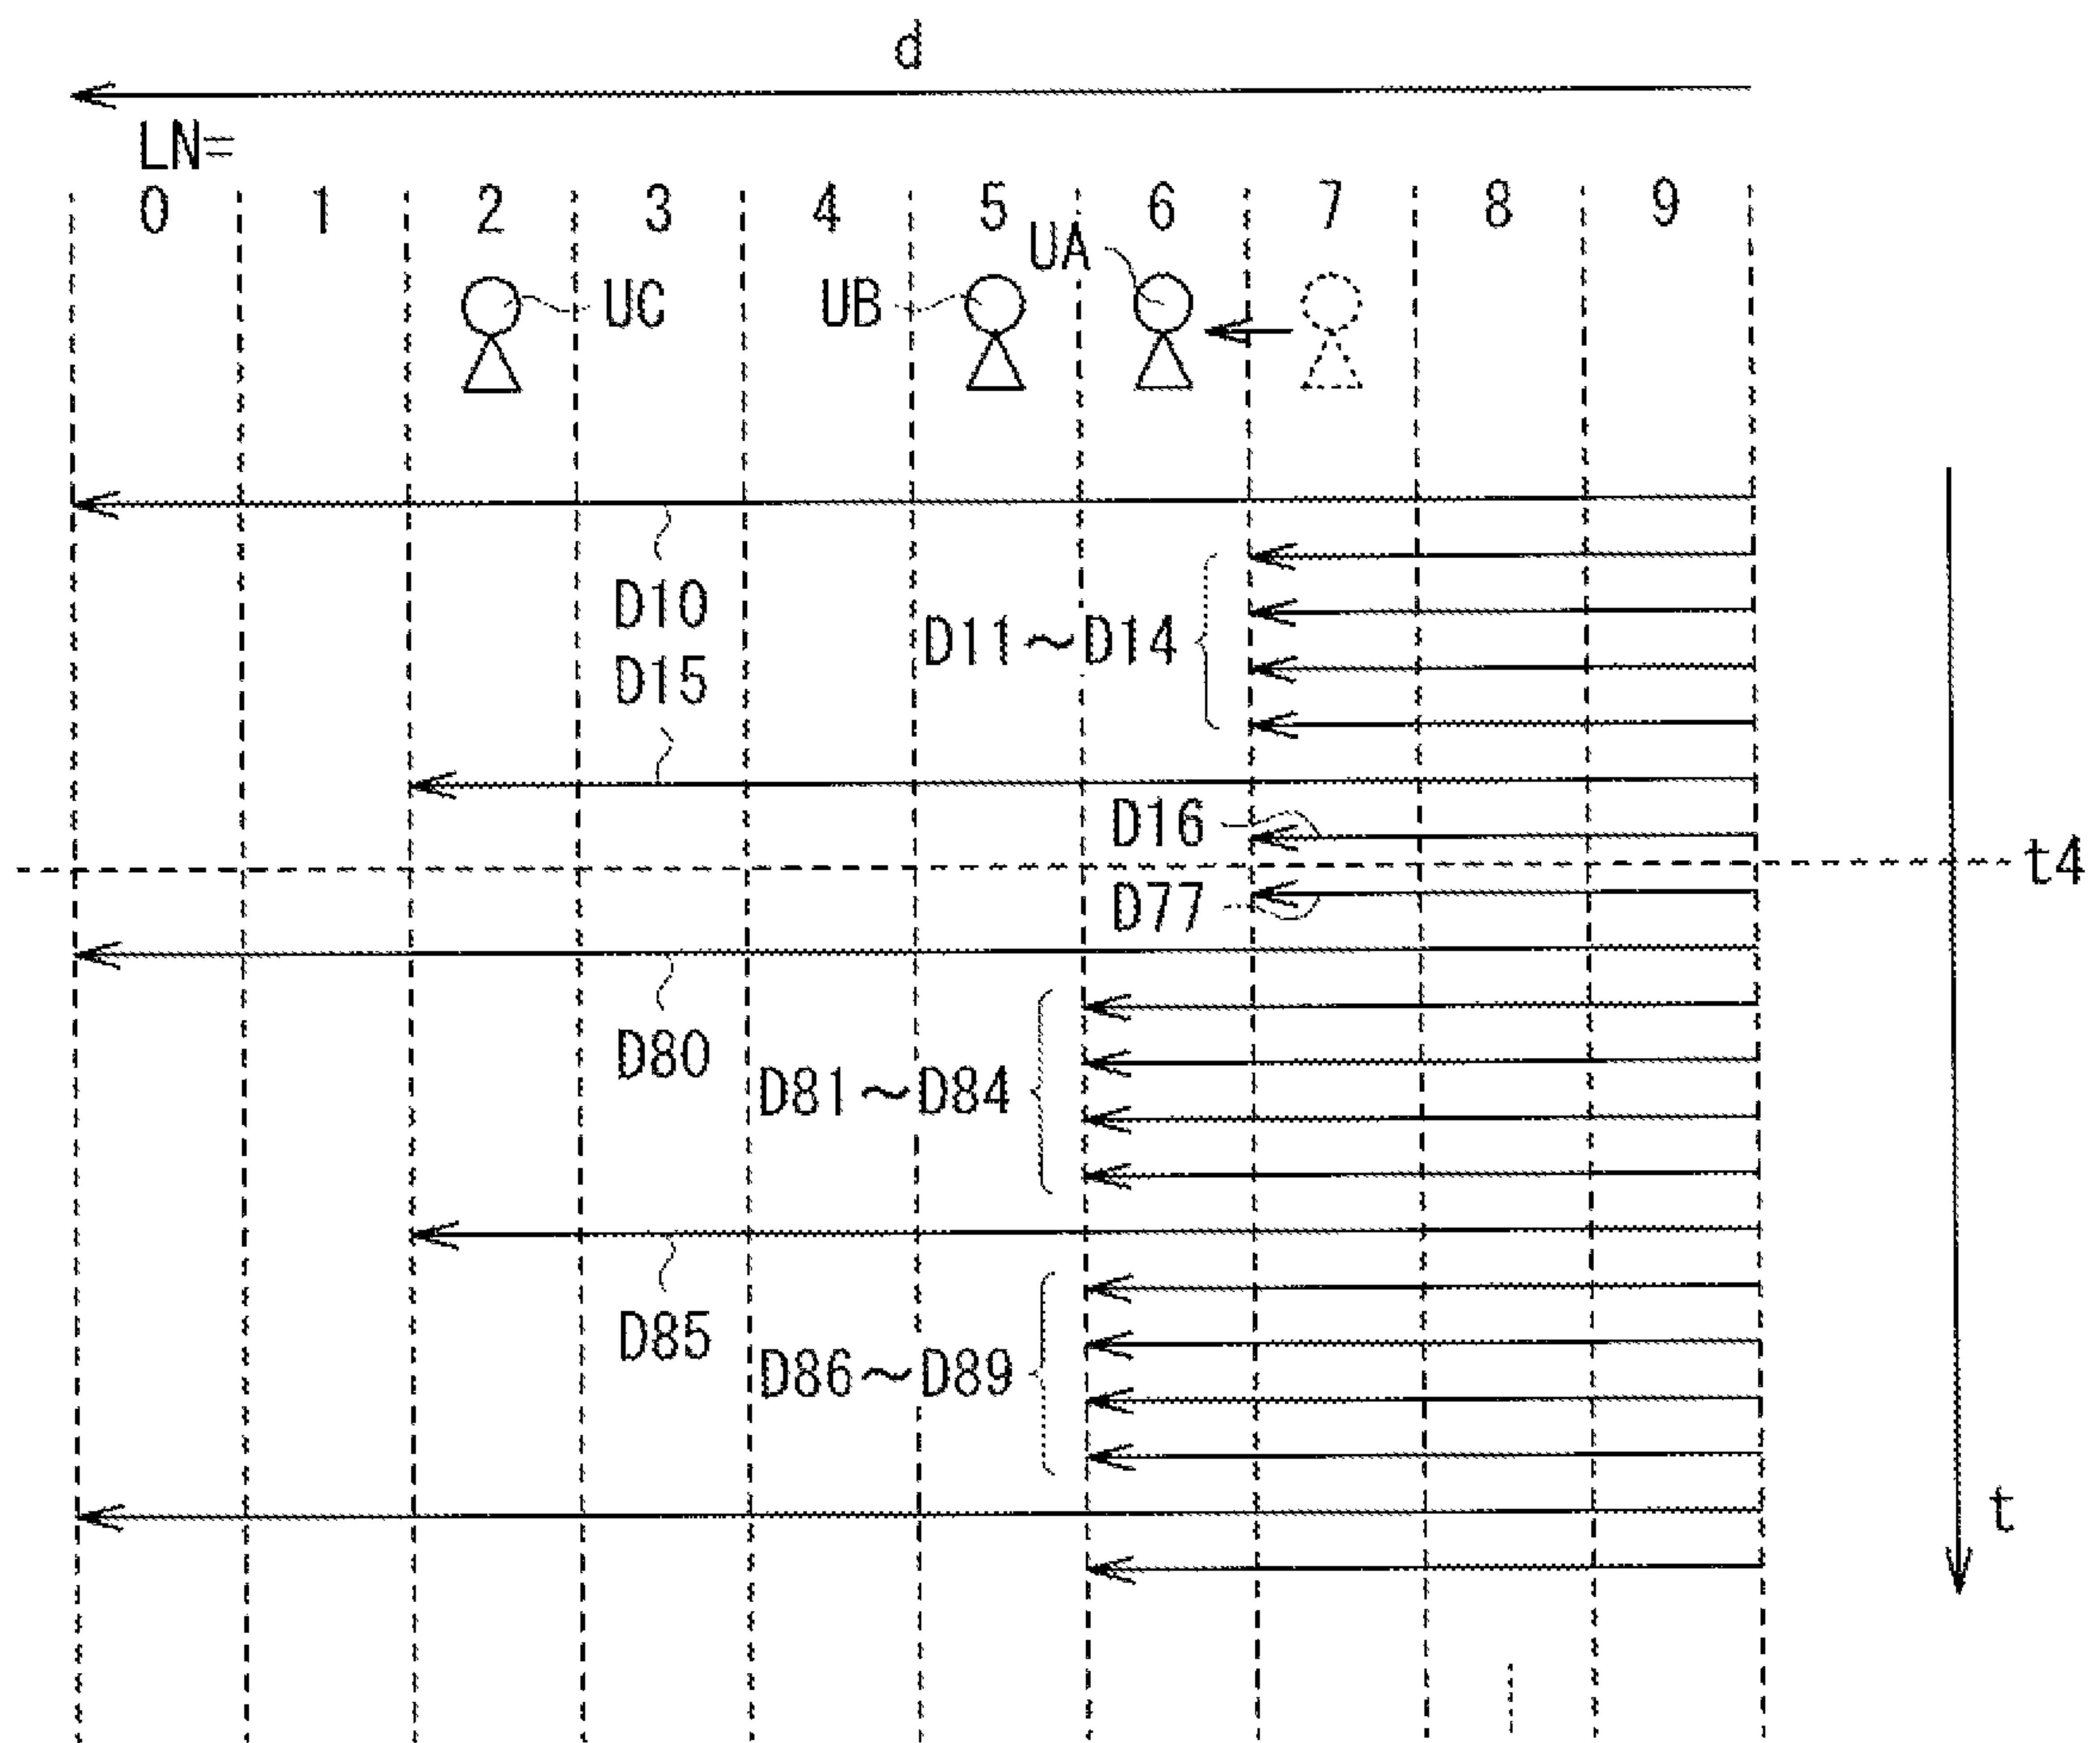 d
LN=
0 1 2 3 4 5 6 7 8 9
UA
UC UB
D10
D11〜D14
D15
D16
t4
D77
D80
D81〜D84
D85
D86〜D89
t